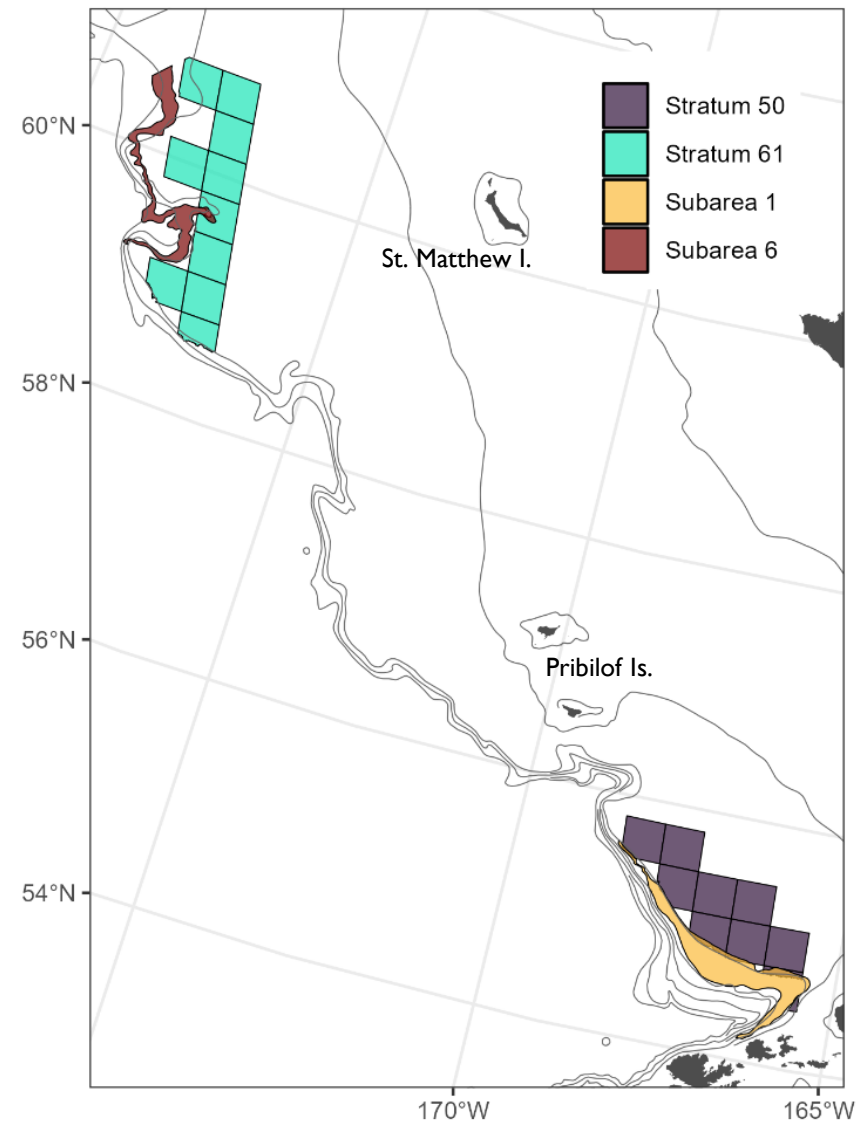 60°N
58°N
56°N
54°N
170°W
165°W
Stratum 50
Stratum 61
Subarea 1
Subarea 6
St. Matthew I.
Pribilof Is.